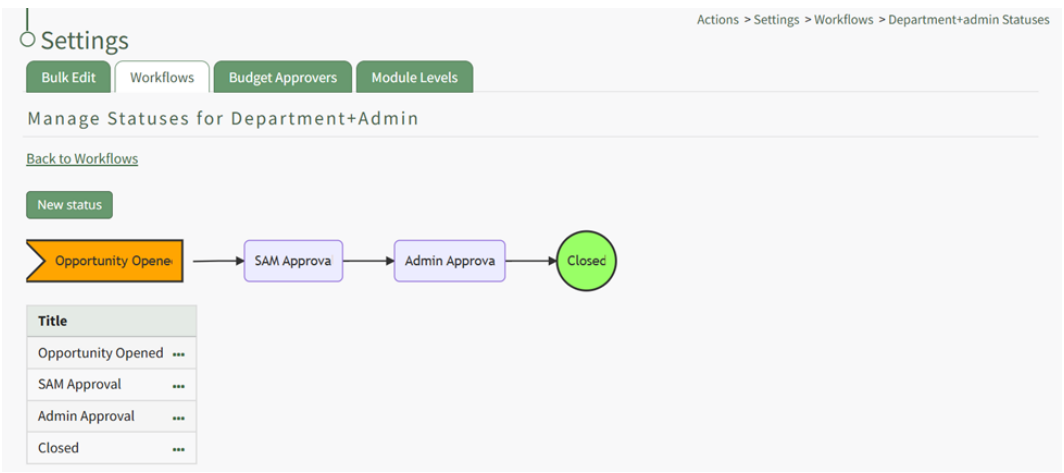 Actions > Settings > Workflows > Department+admin Statuses
Settings
Bulk Edit Workflows Budget Approvers Module Levels
Manage Statuses for Department+Admin
Back to Workflows
New status
Opportunity Opene SAM Approva Admin Approva Closed
Title
Opportunity Opened •••
SAM Approval •••
Admin Approval •••
Closed •••